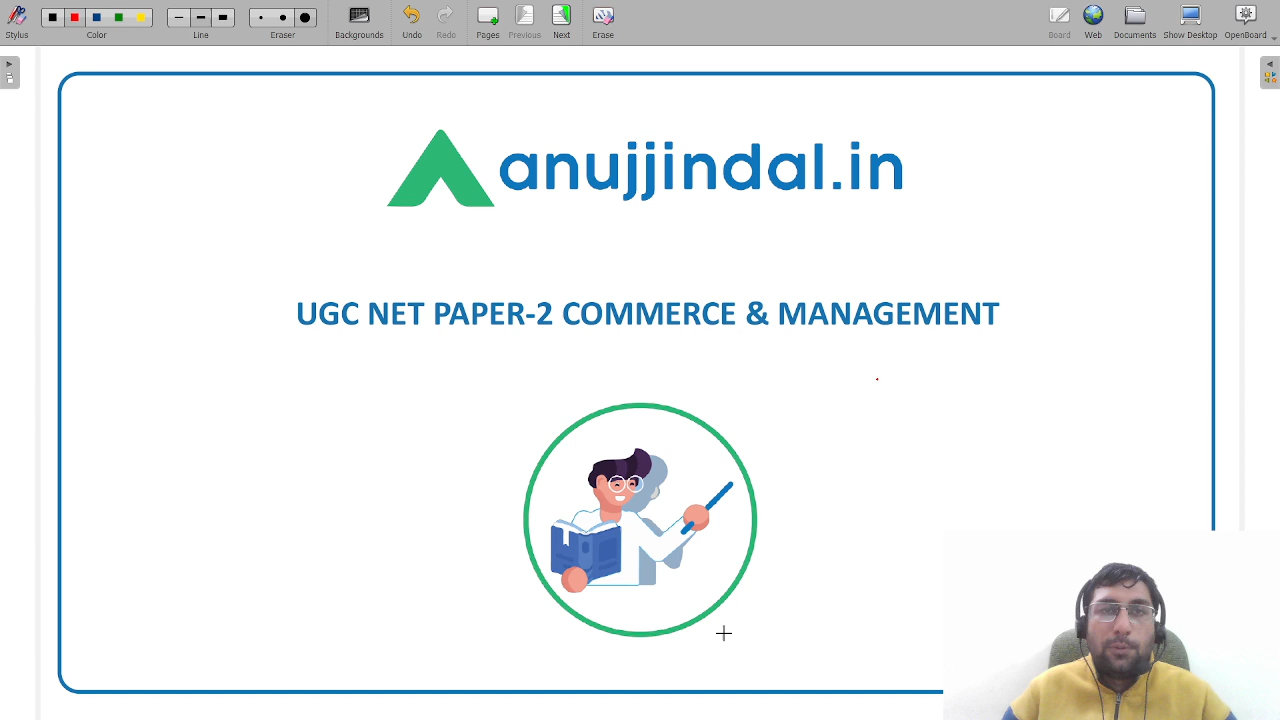 Stylus
Color
Line
Eraser
Backgrounds
Undo
Redo
Pages
Previous
Next
Erase
Board
Web
Documents
Show Desktop
OpenBoard
anujjindal.in
UGC NET PAPER-2 COMMERCE & MANAGEMENT